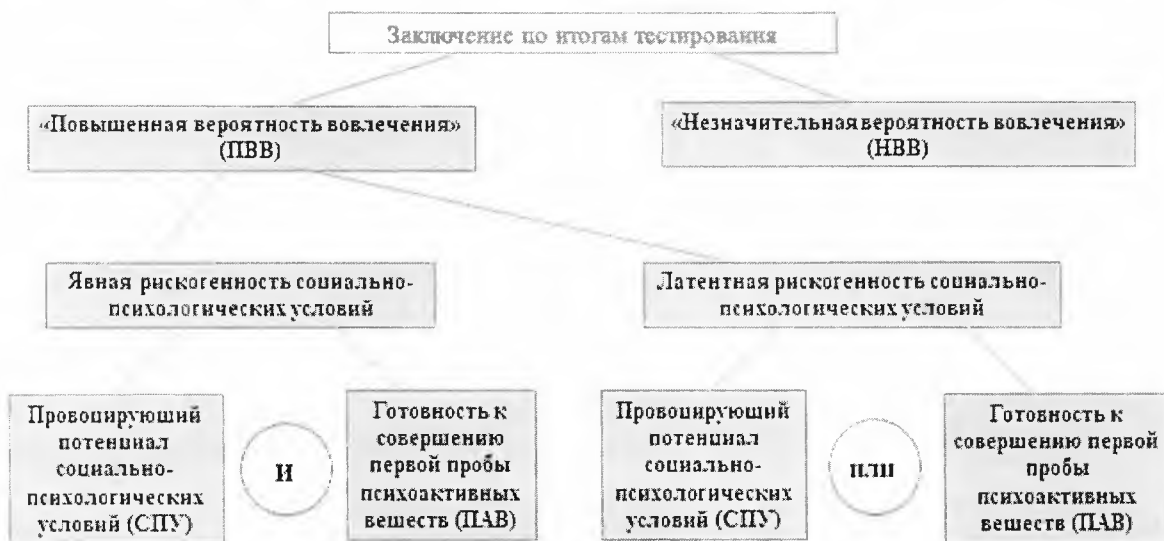 Заключение по итогам тестирования
«Повышенная вероятность вовлечения»
(ПВВ)
«Незначительная вероятность вовлечения»
(НВВ)
Явная рискогенность социально-
психологических условий
Латентная рискогенность социально-
психологических условий
Провоцирующий
потенциал
социально-
психологических
условий (СПУ)
И
Готовность к
совершению
первой пробы
психоактивных
веществ (ПАВ)
Провоцирующий
потенциал
социально-
психологических
условий (СПУ)
ИЛИ
Готовность к
совершению первой
пробы
психоактивных
веществ (ПАВ)